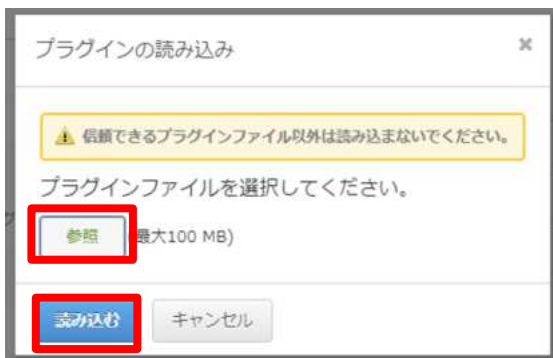 プラグインの読み込み ×
信頼できるプラグインファイル以外は読み込まないでください。
プラグインファイルを選択してください。
参照 (最大100 MB)
読み込む キャンセル